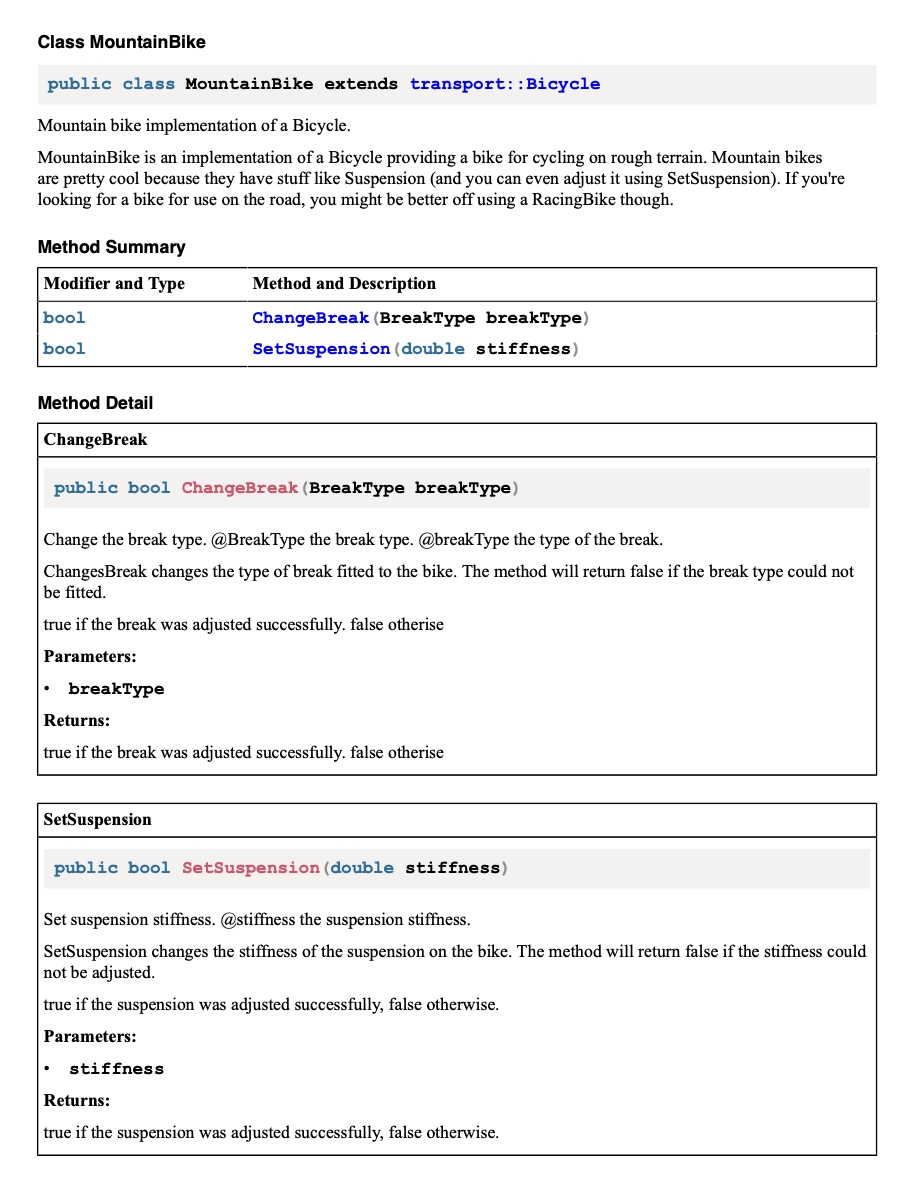 Class MountainBike
public class MountainBike extends transport::Bicycle
Mountain bike implementation of a Bicycle.
MountainBike is an implementation of a Bicycle providing a bike for cycling on rough terrain. Mountain bikes
are pretty cool because they have stuff like Suspension (and you can even adjust it using SetSuspension). If you're
looking for a bike for use on the road, you might be better off using a RacingBike though.
Method Summary
Modifier and Type Method and Description
bool ChangeBreak(BreakType breakType)
bool SetSuspension(double stiffness)
Method Detail
ChangeBreak
public bool ChangeBreak(BreakType breakType)
Change the break type. @BreakType the break type. @breakType the type of the break.
ChangesBreak changes the type of break fitted to the bike. The method will return false if the break type could not
be fitted.
true if the break was adjusted successfully. false otherise
Parameters:
• breakType
Returns:
true if the break was adjusted successfully. false otherise
SetSuspension
public bool SetSuspension(double stiffness)
Set suspension stiffness. @stiffness the suspension stiffness.
SetSuspension changes the stiffness of the suspension on the bike. The method will return false if the stiffness could
not be adjusted.
true if the suspension was adjusted successfully, false otherwise.
Parameters:
• stiffness
Returns:
true if the suspension was adjusted successfully, false otherwise.